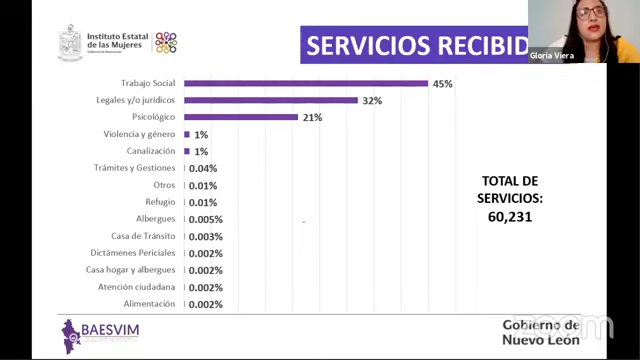 Instituto Estatal
de las Mujeres
SERVICIOS RECIBID
Gloria Viera
Trabajo Social 45%
Legales y/o jurídicos 32%
Psicológico 21%
Violencia y género 1%
Canalización 1%
Trámites y Gestiones 0.04%
Otros 0.01%
Refugio 0.01%
Albergues 0.005%
Casa de Tránsito 0.003%
Dictámenes Periciales 0.002%
Casa hogar y albergues 0.002%
Atención ciudadana 0.002%
Alimentación 0.002%
TOTAL DE
SERVICIOS:
60,231
BAESVIM
Gobierno de
Nuevo León
zoom